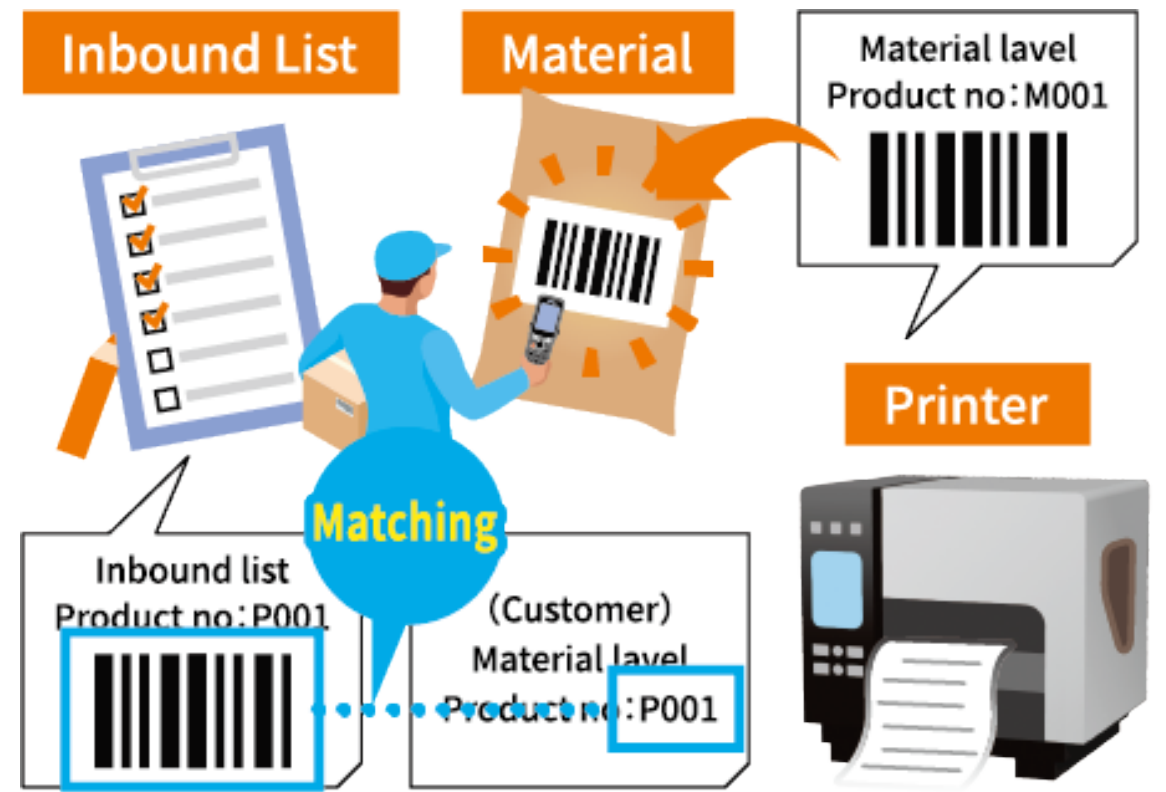 Inbound List
Material
Material lavel
Product no:M001
Printer
Matching
Inbound list
Product no:P001
(Customer)
Material lavel
Product no:P001